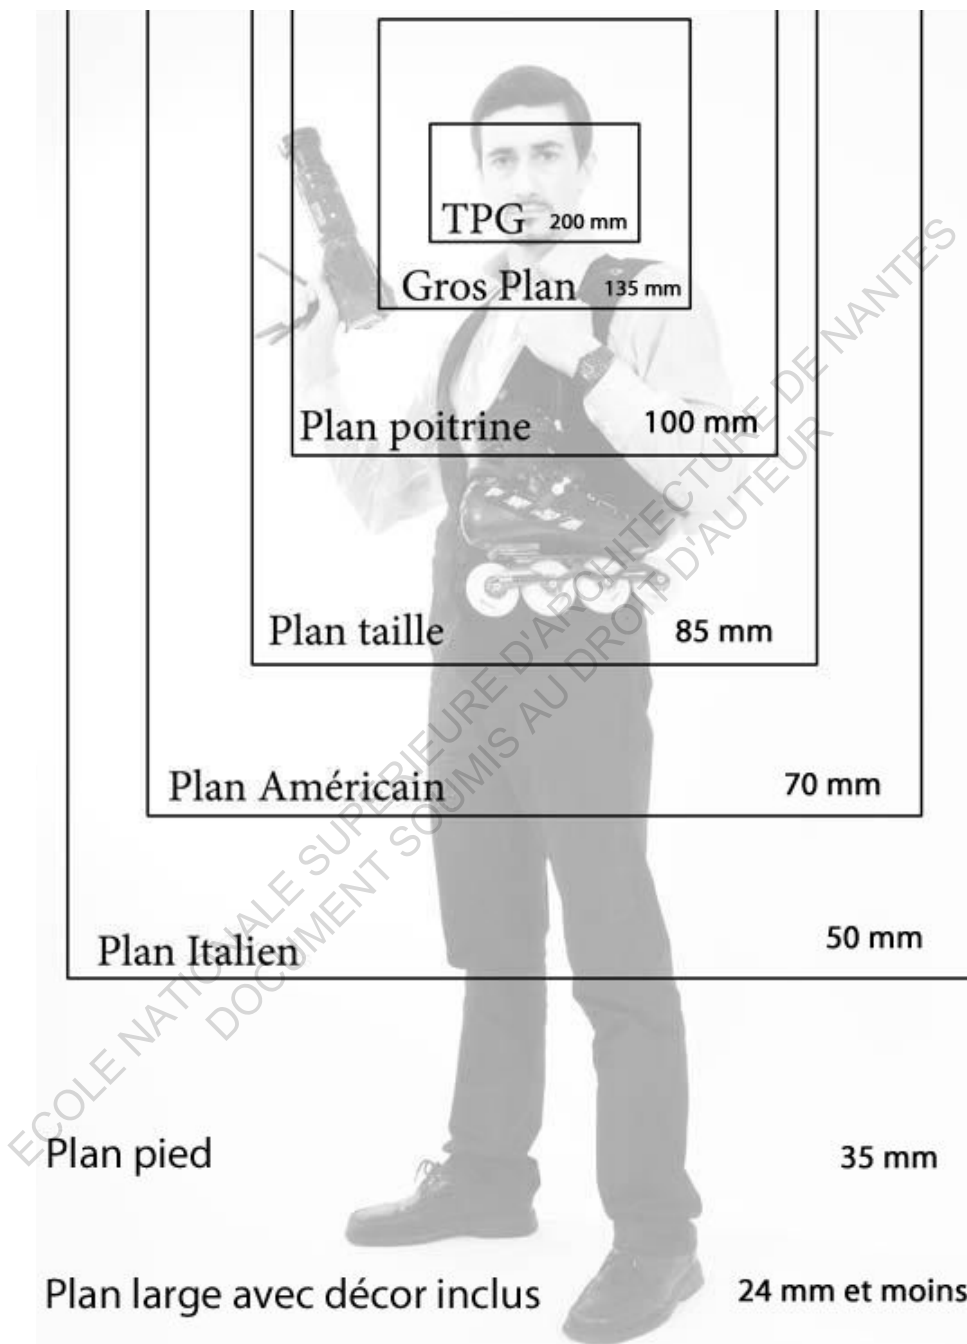 TPG 200 mm
Gros Plan 135 mm
Plan poitrine 100 mm
Plan taille 85 mm
Plan Américain 70 mm
Plan Italien 50 mm
Plan pied 35 mm
Plan large avec décor inclus 24 mm et moins
ECOLE NATIONALE SUPERIEURE D'ARCHITECTURE DE NANTES
DOCUMENT SOUMIS AU DROIT D'AUTEUR